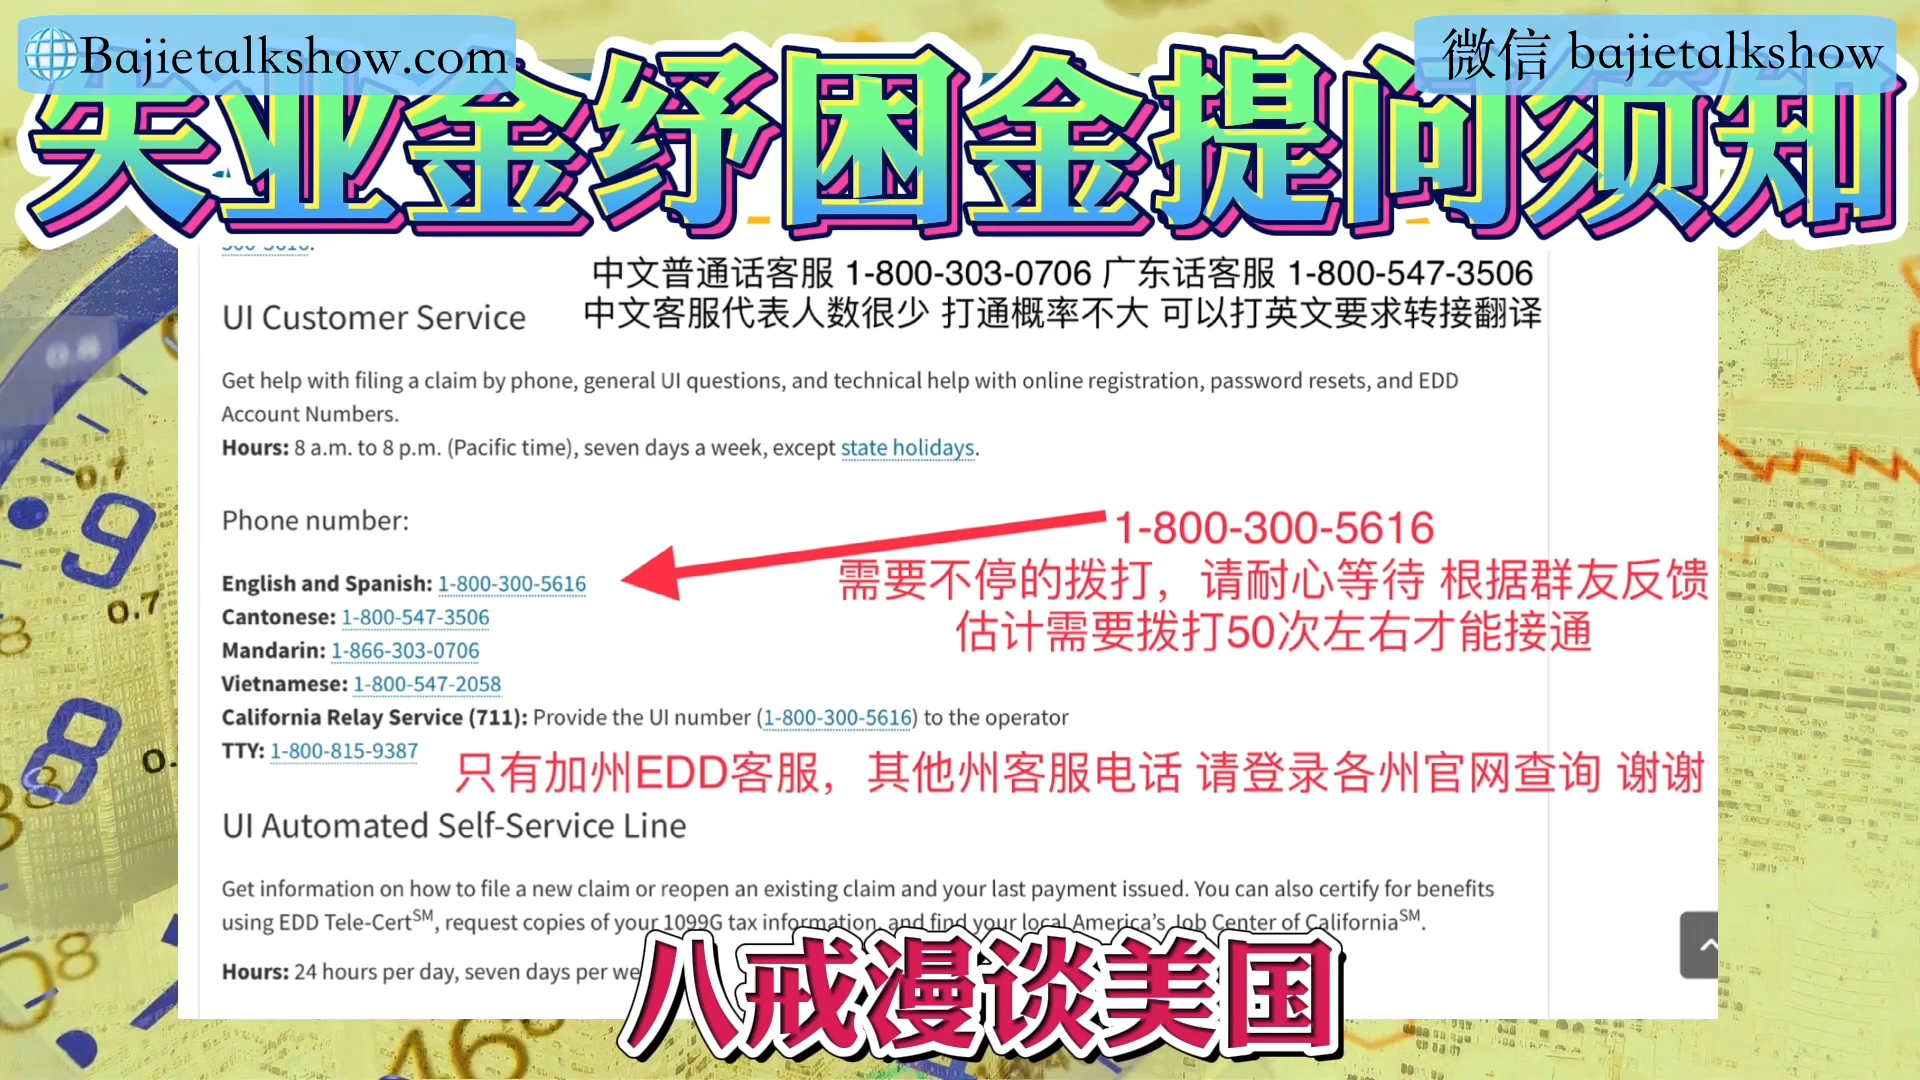 Bajietalkshow.com
微信 bajietalkshow
失业金纾困金提问须知
300-5616.
中文普通话客服 1-800-303-0706 广东话客服 1-800-547-3506
中文客服代表人数很少 打通概率不大 可以打英文要求转接翻译
UI Customer Service
Get help with filing a claim by phone, general UI questions, and technical help with online registration, password resets, and EDD
Account Numbers.
Hours: 8 a.m. to 8 p.m. (Pacific time), seven days a week, except state holidays.
Phone number:
1-800-300-5616
需要不停的拨打，请耐心等待 根据群友反馈
估计需要拨打50次左右才能接通
English and Spanish: 1-800-300-5616
Cantonese: 1-800-547-3506
Mandarin: 1-866-303-0706
Vietnamese: 1-800-547-2058
California Relay Service (711): Provide the UI number (1-800-300-5616) to the operator
TTY: 1-800-815-9387
只有加州EDD客服，其他州客服电话 请登录各州官网查询 谢谢
UI Automated Self-Service Line
Get information on how to file a new claim or reopen an existing claim and your last payment issued. You can also certify for benefits
using EDD Tele-Cert℠, request copies of your 1099G tax information, and find your local America’s Job Center of California℠.
Hours: 24 hours per day, seven days per we
八戒漫谈美国
9
0.7
0.7
8
8
0.
46